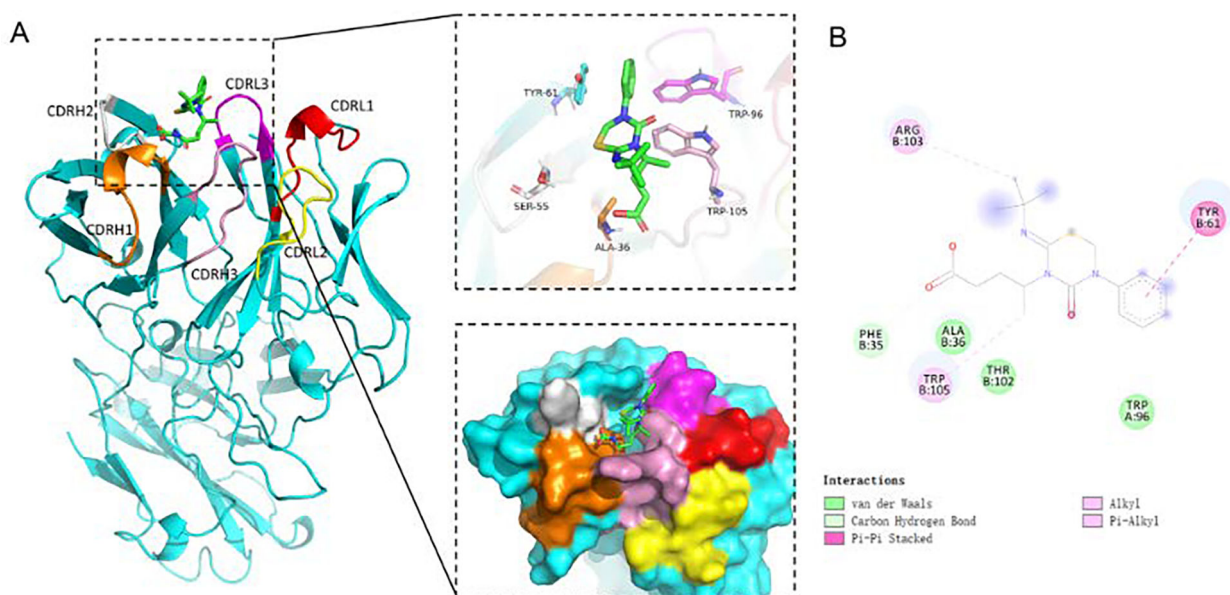 A
CDRL3
CDRL1
CDRH2
CDRH1
CDRH3
CDRL2
TYR-61
TRP-96
SER-55
TRP-105
ALA-36
B
ARG
B:103
TYR
B:61
N
N
N
O
O
O
PHE
B:35
ALA
B:36
THR
B:102
TRP
B:105
TRP
A:96
Interactions
van der Waals
Carbon Hydrogen Bond
Pi-Pi Stacked
Alkyl
Pi-Alkyl